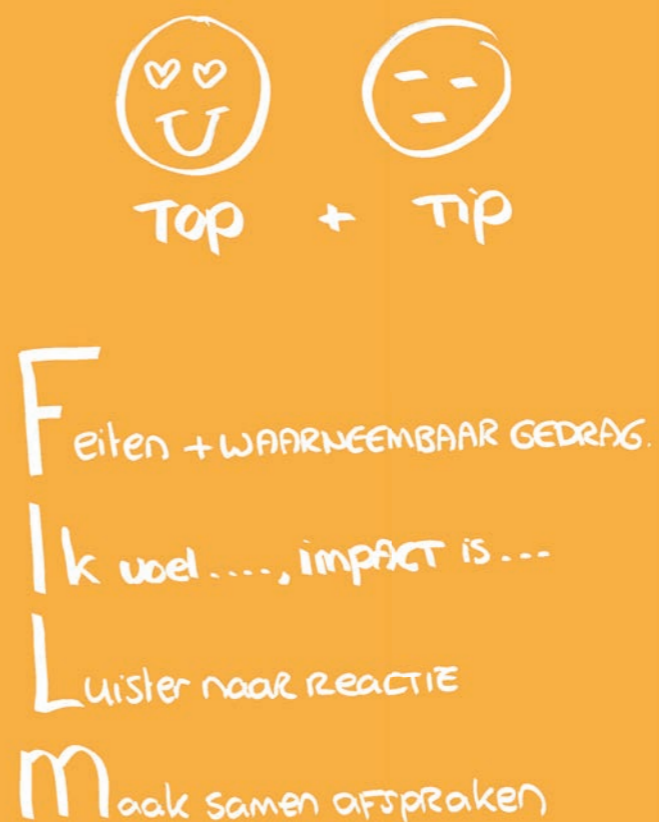 TOP + TIP
Feiten + WAARNEEMBAAR GEDRAG.
Ik voel ...., impACT is ...
Luister naar REACTIE
Maak samen afspraken